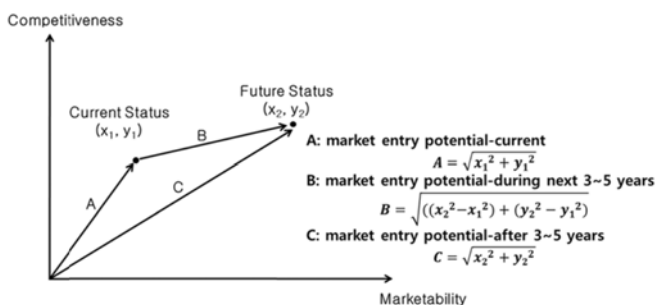 Competitiveness
Future Status
(x₂, y₂)
Current Status
(x₁, y₁)
B
A
C
A: market entry potential-current
A = √x₁² + y₁²
B: market entry potential-during next 3~5 years
B = √((x₂²−x₁²) + (y₂² − y₁²)
C: market entry potential-after 3~5 years
C = √x₂² + y₂²
Marketability